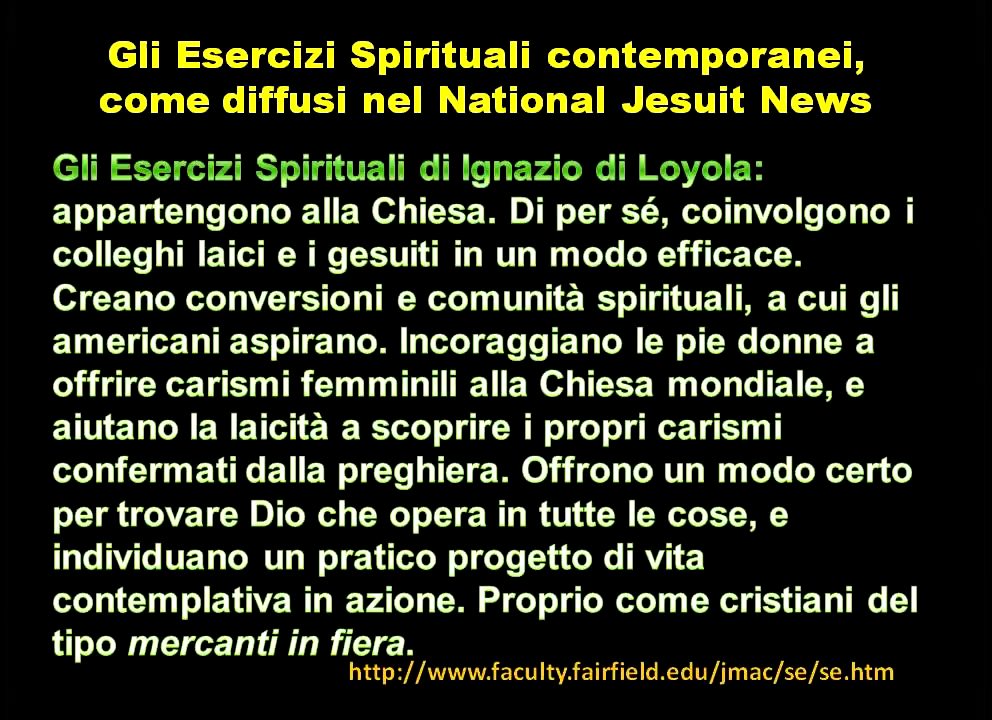 Gli Esercizi Spirituali contemporanei,
come diffusi nel National Jesuit News
Gli Esercizi Spirituali di Ignazio di Loyola:
appartengono alla Chiesa. Di per sé, coinvolgono i
colleghi laici e i gesuiti in un modo efficace.
Creano conversioni e comunità spirituali, a cui gli
americani aspirano. Incoraggiano le pie donne a
offrire carismi femminili alla Chiesa mondiale, e
aiutano la laicità a scoprire i propri carismi
confermati dalla preghiera. Offrono un modo certo
per trovare Dio che opera in tutte le cose, e
individuano un pratico progetto di vita
contemplativa in azione. Proprio come cristiani del
tipo mercanti in fiera.
http://www.faculty.fairfield.edu/jmac/se/se.htm